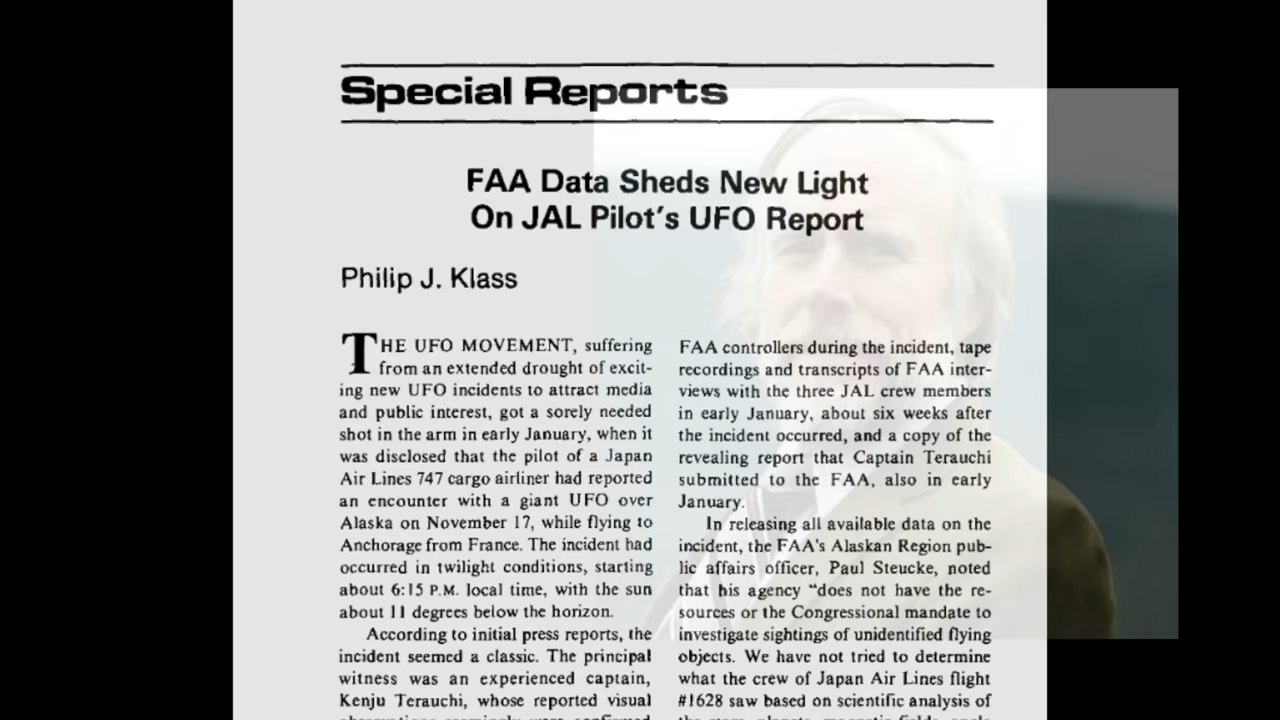 Special Reports
FAA Data Sheds New Light
On JAL Pilot's UFO Report
Philip J. Klass
THE UFO MOVEMENT, suffering
from an extended drought of excit-
ing new UFO incidents to attract media
and public interest, got a sorely needed
shot in the arm in early January, when it
was disclosed that the pilot of a Japan
Air Lines 747 cargo airliner had reported
an encounter with a giant UFO over
Alaska on November 17, while flying to
Anchorage from France. The incident had
occurred in twilight conditions, starting
about 6:15 P.M. local time, with the sun
about 11 degrees below the horizon.
According to initial press reports, the
incident seemed a classic. The principal
witness was an experienced captain,
Kenju Terauchi, whose reported visual
FAA controllers during the incident, tape
recordings and transcripts of FAA inter-
views with the three JAL crew members
in early January, about six weeks after
the incident occurred, and a copy of the
revealing report that Captain Terauchi
submitted to the FAA, also in early
January.
In releasing all available data on the
incident, the FAA's Alaskan Region pub-
lic affairs officer, Paul Steucke, noted
that his agency "does not have the re-
sources or the Congressional mandate to
investigate sightings of unidentified flying
objects. We have not tried to determine
what the crew of Japan Air Lines flight
#1628 saw based on scientific analysis of